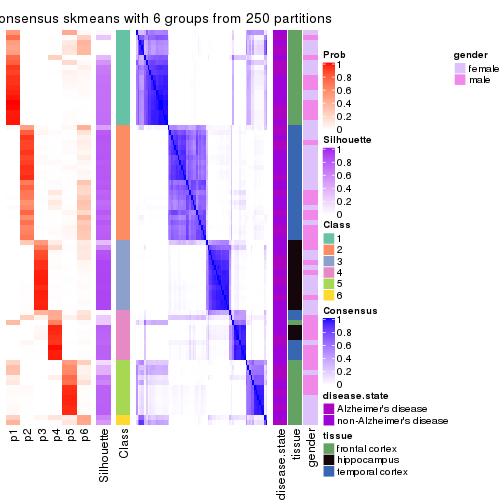 onsensus skmeans with 6 groups from 250 partitions
Prob
1
0.8
0.6
0.4
0.2
0
gender
female
male
Silhouette
1
0.8
0.6
0.4
0.2
0
Class
1
2
3
4
5
6
Consensus
1
0.8
0.6
0.4
0.2
0
disease.state
Alzheimer's disease
non-Alzheimer's disease
tissue
frontal cortex
hippocampus
temporal cortex
p1
p2
p3
p4
p5
p6
Silhouette
Class
disease.state
tissue
gender